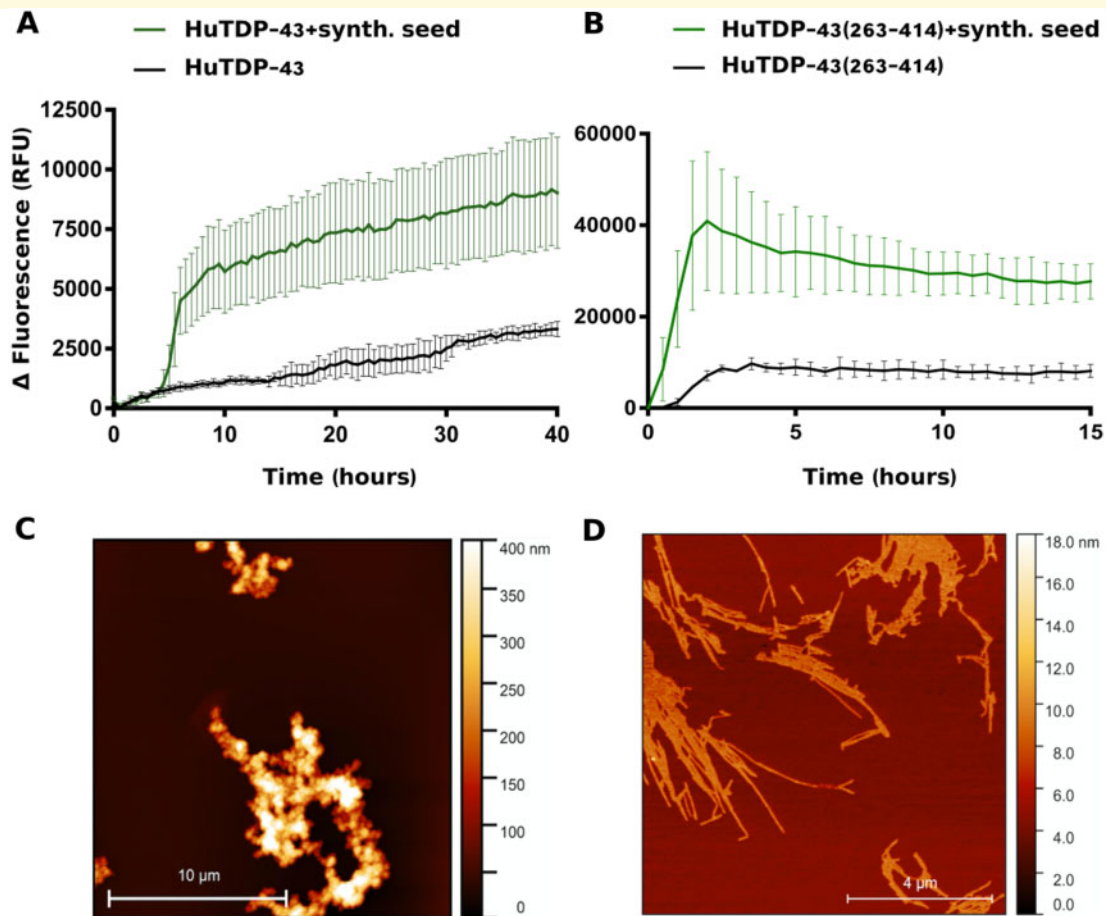 A
HuTDP-43+synth. seed
HuTDP-43
Δ Fluorescence (RFU)
12500
10000
7500
5000
2500
0
0 10 20 30 40
Time (hours)
B
HuTDP-43(263-414)+synth. seed
HuTDP-43(263-414)
60000
40000
20000
0
0 5 10 15
Time (hours)
C
10 μm
400 nm
350
300
250
200
150
100
0
D
4 μm
18.0 nm
16.0
14.0
12.0
10.0
8.0
6.0
4.0
2.0
0.0